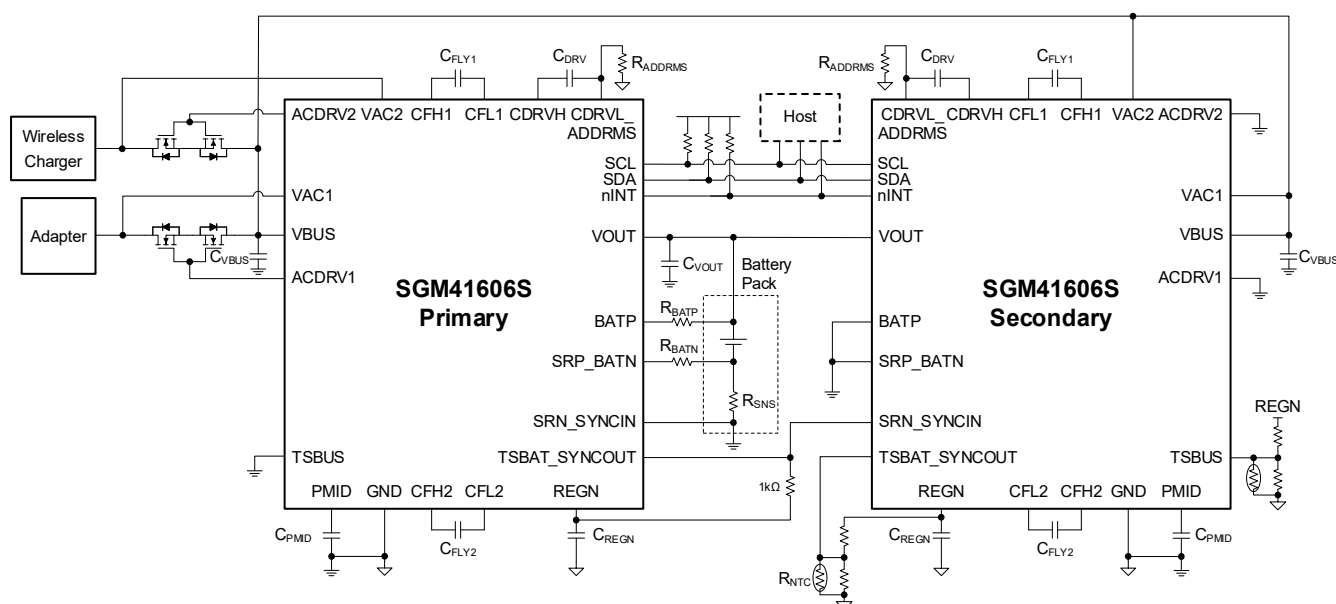 CFLY1
CDRV
RADDRMS
RADDRMS
CDRV
CFLY1
ACDRV2
VAC2
CFH1
CFL1
CDRVH
CDRVL_
ADDRMS
Host
CDRVL_
ADDRMS
CDRVH
CFL1
CFH1
VAC2
ACDRV2
Wireless
Charger
SCL
SDA
nINT
SCL
SDA
nINT
VAC1
VAC1
Adapter
VBUS
VOUT
VOUT
VBUS
CVBUS
CVOUT
Battery
Pack
CVBUS
ACDRV1
ACDRV1
SGM41606S
Primary
SGM41606S
Secondary
BATP
RBATP
BATP
SRP_BATN
RBATN
SRP_BATN
RSNS
SRN_SYNCIN
SRN_SYNCIN
REGN
TSBUS
TSBAT_SYNCOUT
TSBAT_SYNCOUT
TSBUS
PMID
GND
CFH2
CFL2
REGN
1kΩ
REGN
CFL2
CFH2
GND
PMID
CPMID
CFLY2
CREGN
CREGN
CFLY2
CPMID
RNTC